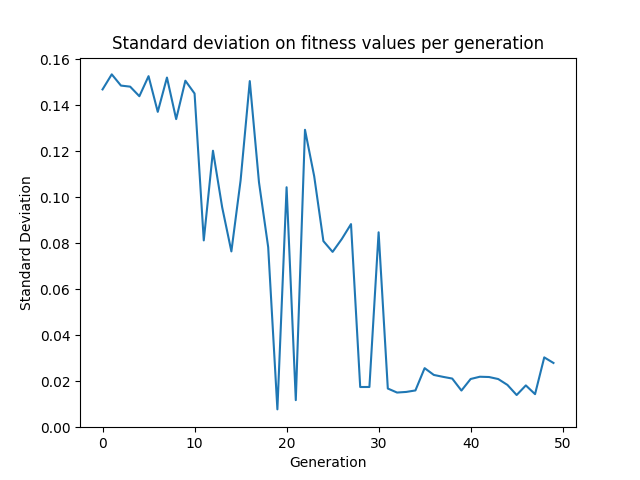 Standard deviation on fitness values per generation
0.16
0.14
0.12
0.10
0.08
0.06
0.04
0.02
0.00
Standard Deviation
0 10 20 30 40 50
Generation